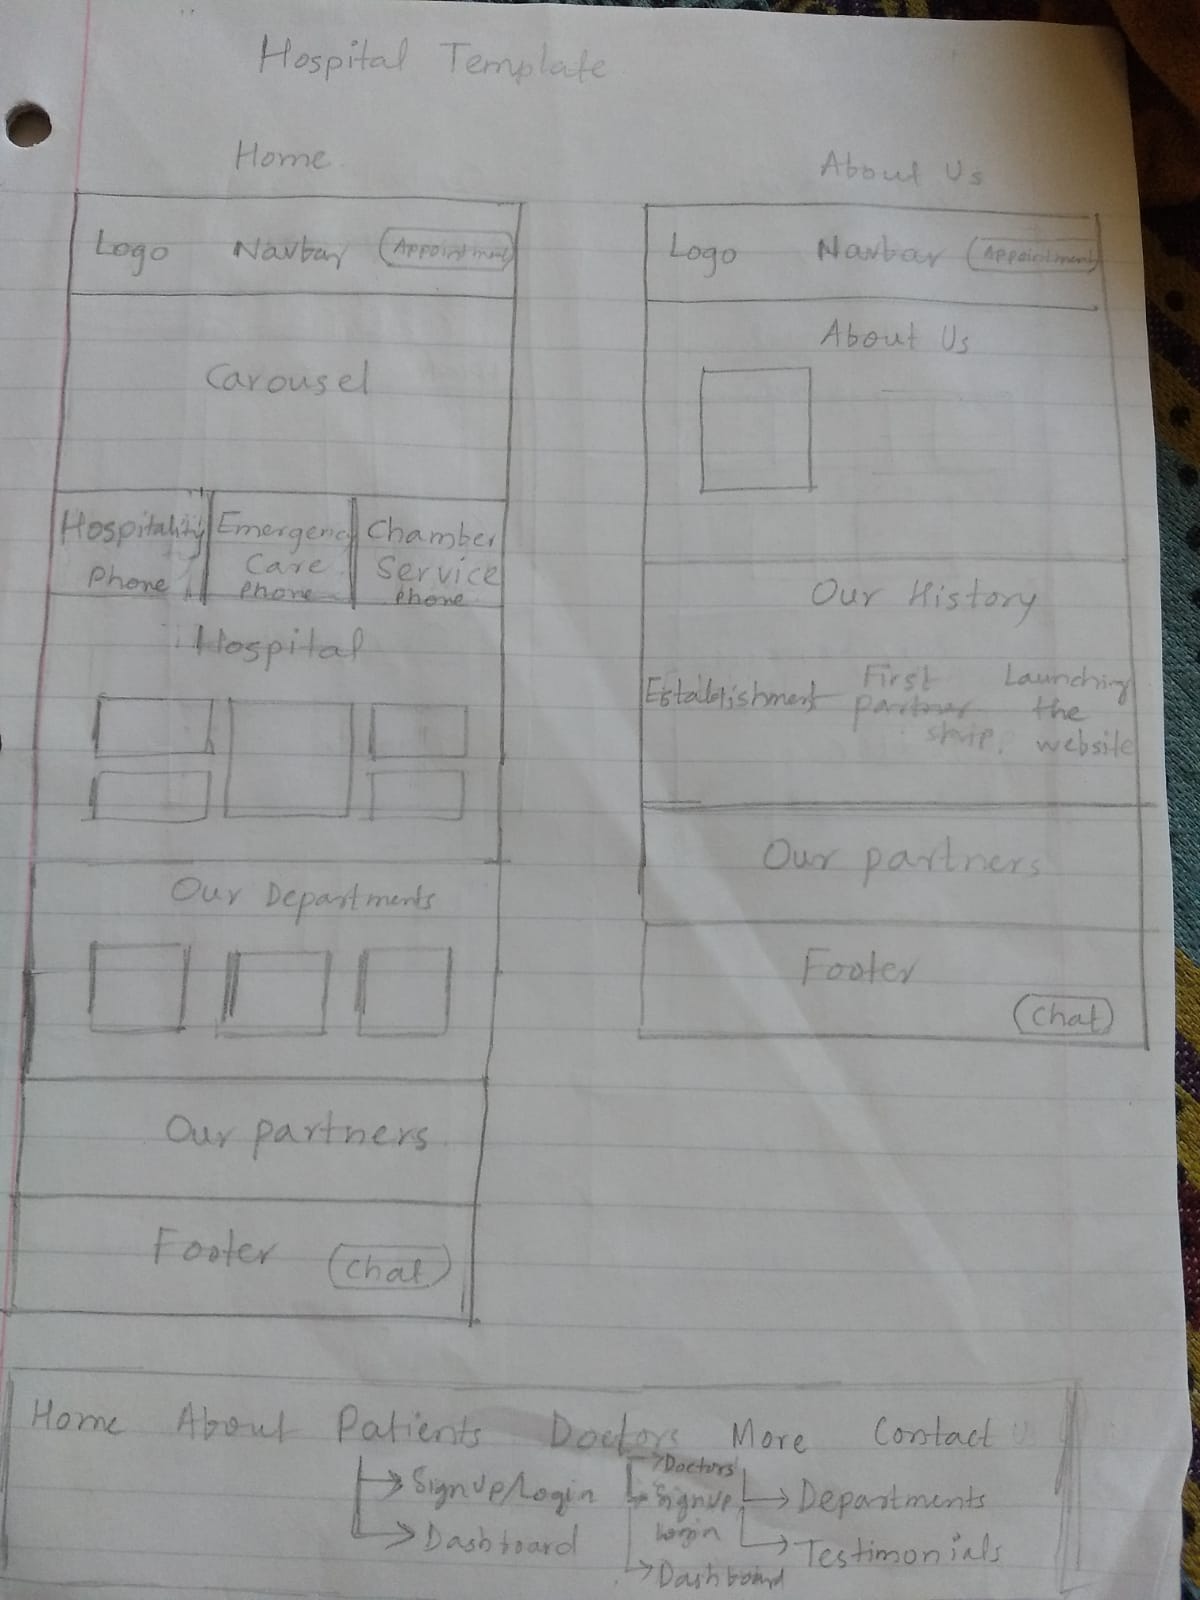 Hospital Template
Home
Logo Navbar Appointment
Carousel
Hospitality
Phone
Emergency
Care
Phone
Chamber
Service
Phone
Hospital
Our Departments
Our partners
Footer Chat
About Us
Logo Navbar Appointment
About Us
Our History
Establishment
First
partner
ship.
Launching
the
website
Our partners
Footer
Chat
Home About Patients Doctors More Contact
Signup/Login
Dashboard
Doctors
Signup
Login
Dashboard
Departments
Testimonials